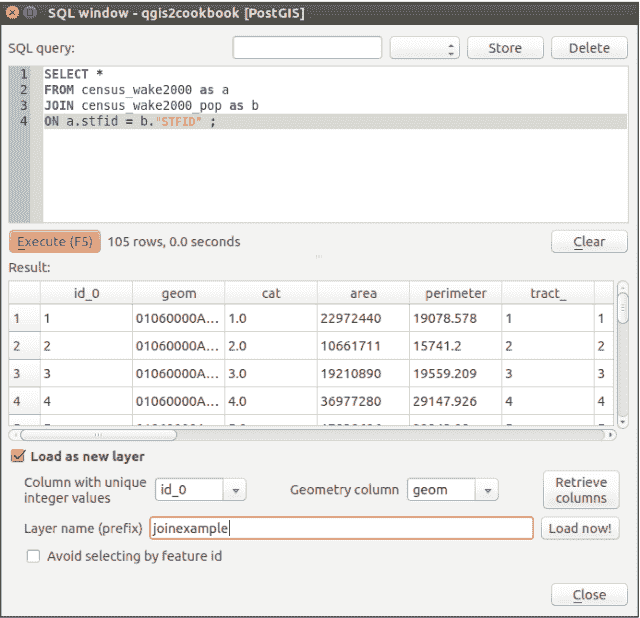 SQL window - qgis2cookbook [PostGIS]
SQL query: Store Delete
1 SELECT *
2 FROM census_wake2000 as a
3 JOIN census_wake2000_pop as b
4 ON a.stfid = b."STFID" ;
Execute (F5) 105 rows, 0.0 seconds Clear
Result:
id_0 geom cat area perimeter tract_
1 1 01060000A... 1.0 22972440 19078.578 1 1
2 2 01060000A... 2.0 10661711 15741.2 2 2
3 3 01060000A... 3.0 19210890 19559.209 3 3
4 4 01060000A... 4.0 36977280 29147.926 4 4
Load as new layer
Column with unique
integer values id_0 Geometry column geom Retrieve
columns
Layer name (prefix) joinexample Load now!
Avoid selecting by feature id
Close